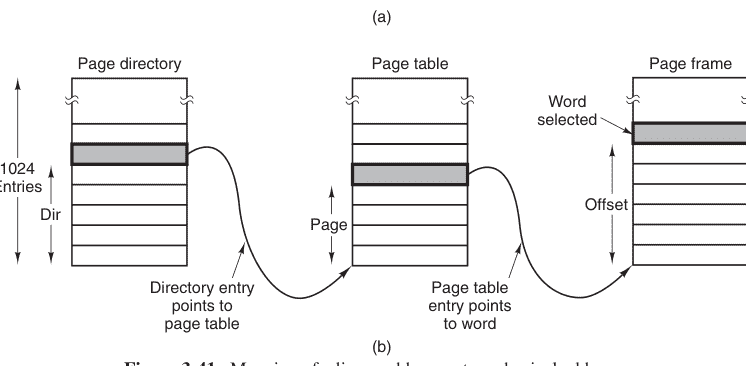 (a)
Page directory
Page table
Page frame
Word
selected
1024
Entries
Dir
Page
Offset
Directory entry
points to
page table
Page table
entry points
to word
(b)